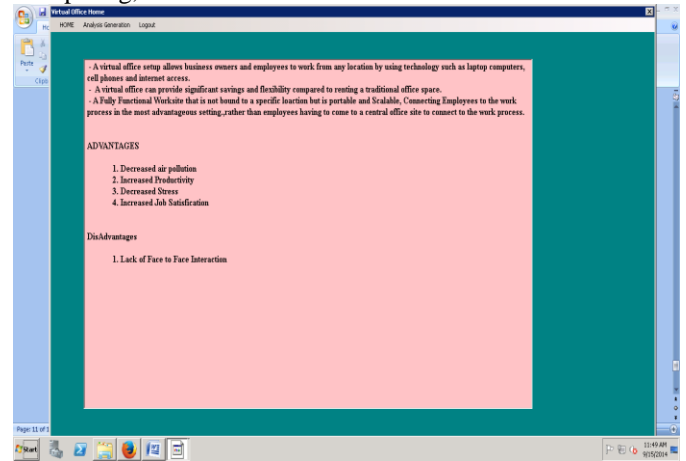 Virtual Office Home
HOME Analysis Generation Logout
Paste
- A virtual office setup allows business owners and employees to work from any location by using technology such as laptop computers,
cell phones and internet access.
- A virtual office can provide significant savings and flexibility compared to renting a traditional office space.
- A Fully Functional Worksite that is not bound to a specific loaction but is portable and Scalable, Connecting Employees to the work
process in the most advantageous setting.,rather than employees having to come to a central office site to connect to the work process.
ADVANTAGES
1. Decreased air pollution
2. Increased Productivity
3. Decreased Stress
4. Increased Job Satisfication
DisAdvantages
1. Lack of Face to Face Interaction
Page: 11 of 1
Start
11:49 AM
9/15/2014